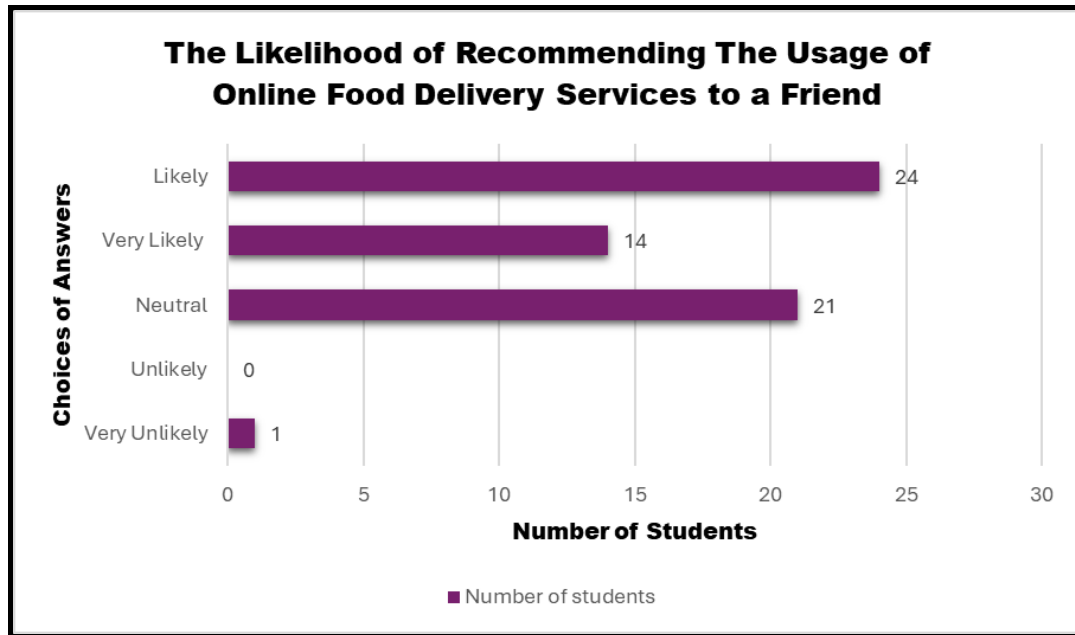 The Likelihood of Recommending The Usage of
Online Food Delivery Services to a Friend
Choices of Answers
Likely 24
Very Likely 14
Neutral 21
Unlikely 0
Very Unlikely 1
0 5 10 15 20 25 30
Number of Students
Number of students